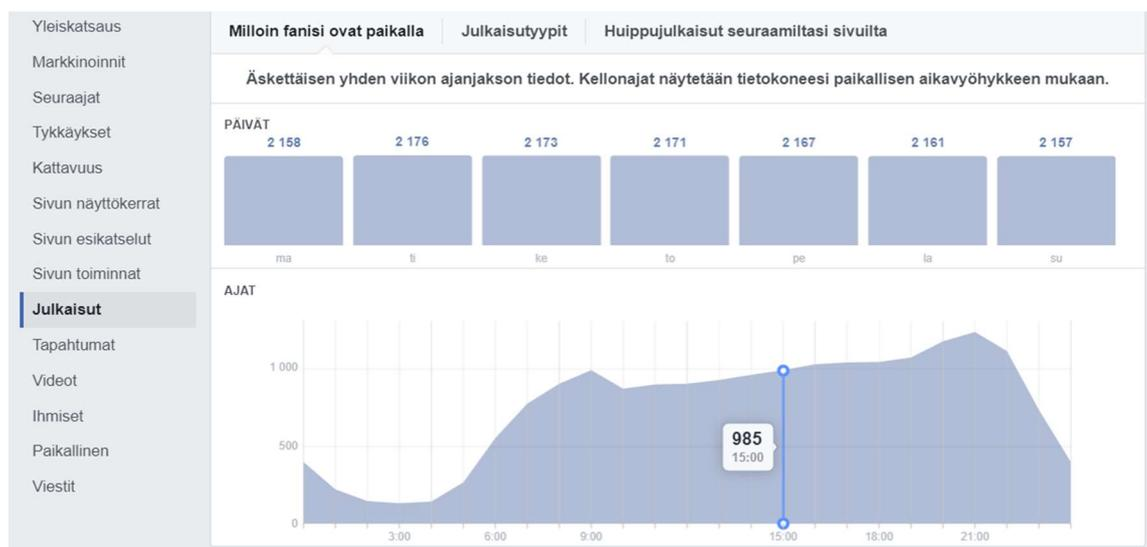 Yleiskatsaus
Markkinoinnit
Seuraajat
Tykkäykset
Kattavuus
Sivun näyttökerrat
Sivun esikatselut
Sivun toiminnat
Julkaisut
Tapahtumat
Videot
Ihmiset
Paikallinen
Viestit
Milloin fanisi ovat paikalla Julkaisutyypit Huippujulkaisut seuraamiltasi sivuilta
Äskettäisen yhden viikon ajanjakson tiedot. Kellonajat näytetään tietokoneesi paikallisen aikavyöhykkeen mukaan.
PÄIVÄT
2 158 2 176 2 173 2 171 2 167 2 161 2 157
ma ti ke to pe la su
AJAT
1 000
500
0
985
15:00
3:00 6:00 9:00 15:00 18:00 21:00